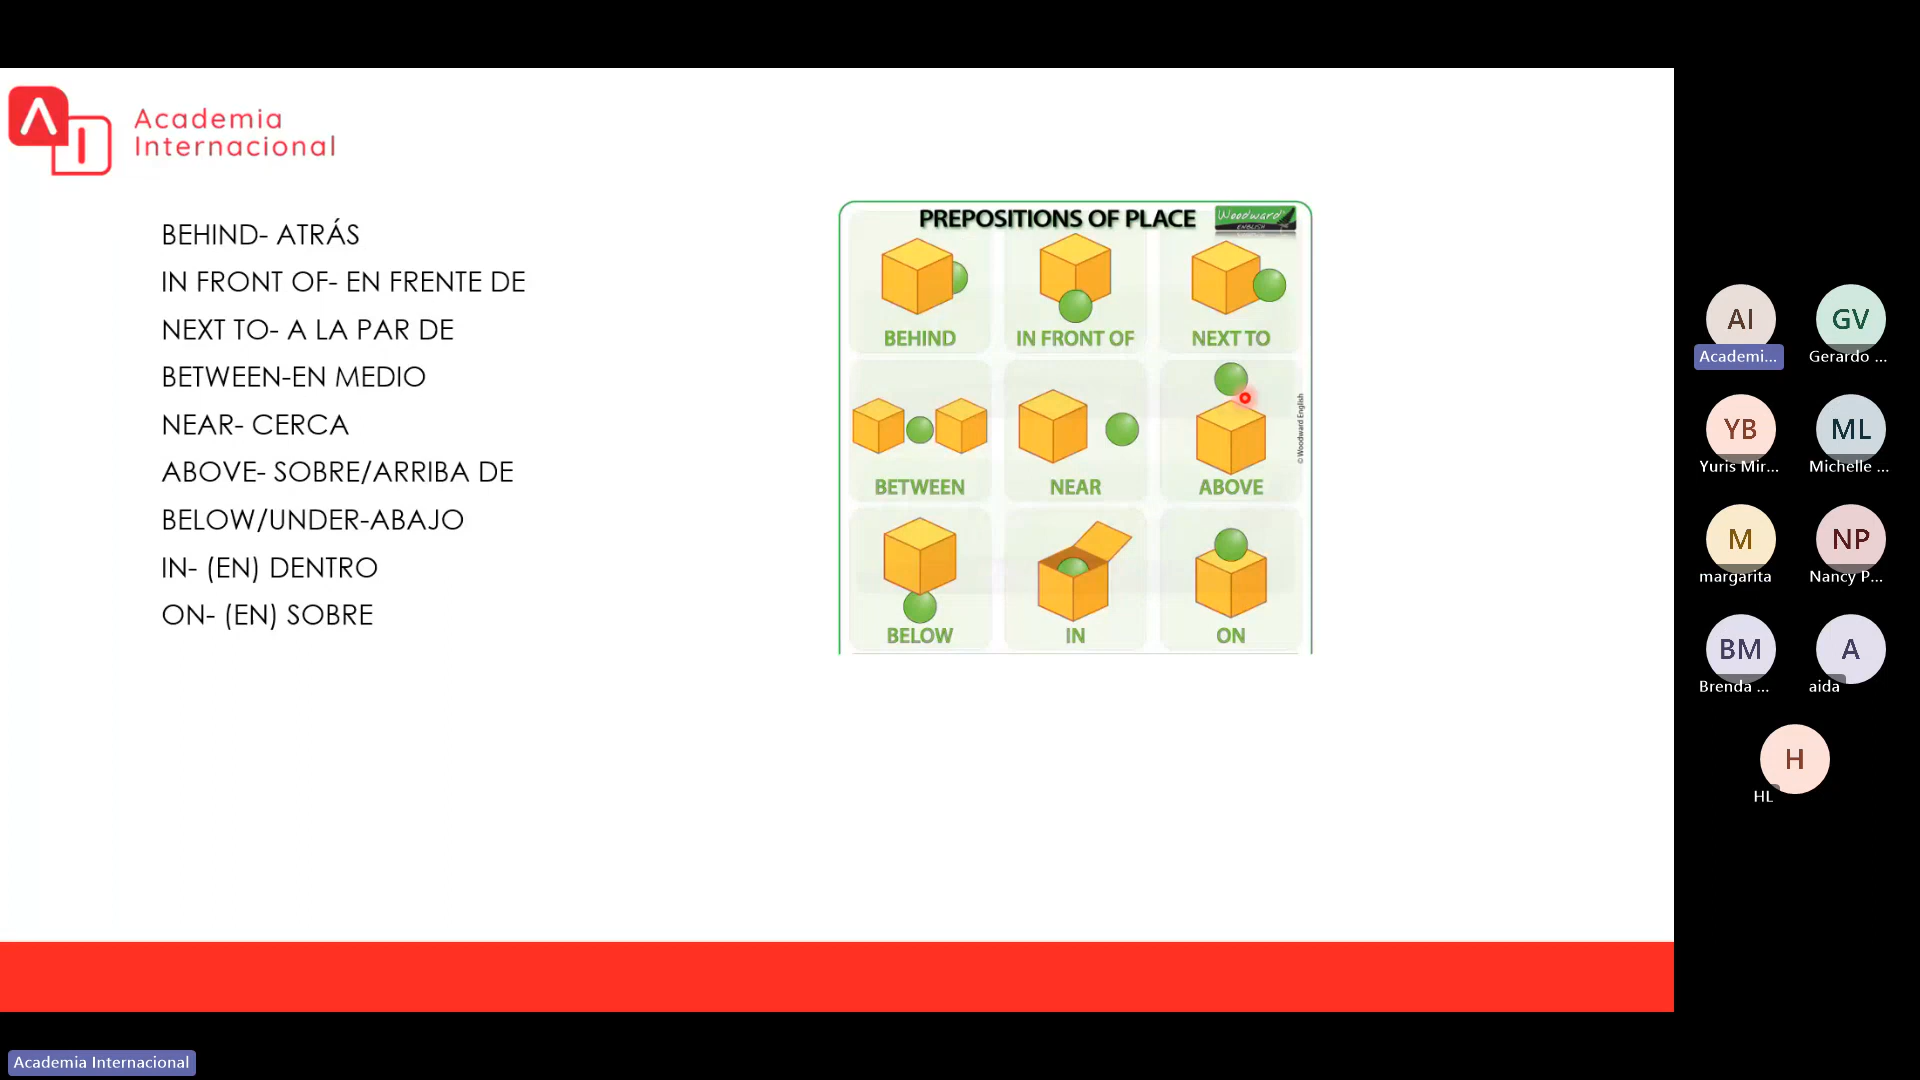 Academia
Internacional
BEHIND- ATRÁS
IN FRONT OF- EN FRENTE DE
NEXT TO- A LA PAR DE
BETWEEN-EN MEDIO
NEAR- CERCA
ABOVE- SOBRE/ARRIBA DE
BELOW/UNDER-ABAJO
IN- (EN) DENTRO
ON- (EN) SOBRE
PREPOSITIONS OF PLACE
Woodward
ENGLISH
BEHIND
IN FRONT OF
NEXT TO
BETWEEN
NEAR
ABOVE
© Woodward English
BELOW
IN
ON
AI
Academi...
GV
Gerardo ...
YB
Yuris Mir...
ML
Michelle ...
M
margarita
NP
Nancy P...
BM
Brenda ...
A
aida
H
HL
Academia Internacional